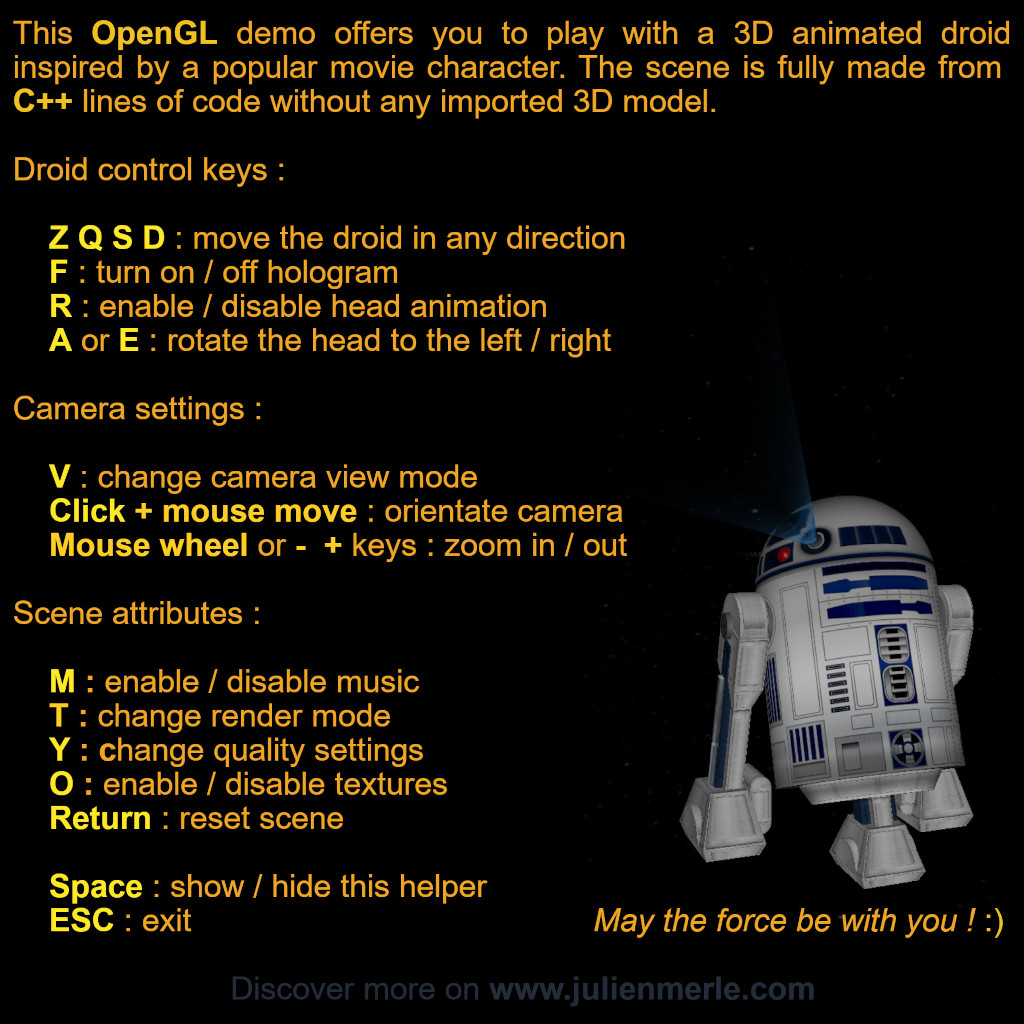 This OpenGL demo offers you to play with a 3D animated droid
inspired by a popular movie character. The scene is fully made from
C++ lines of code without any imported 3D model.
Droid control keys :
Z Q S D : move the droid in any direction
F : turn on / off hologram
R : enable / disable head animation
A or E : rotate the head to the left / right
Camera settings :
V : change camera view mode
Click + mouse move : orientate camera
Mouse wheel or - + keys : zoom in / out
Scene attributes :
M : enable / disable music
T : change render mode
Y : change quality settings
O : enable / disable textures
Return : reset scene
Space : show / hide this helper
ESC : exit
May the force be with you ! :)
Discover more on www.julienmerle.com